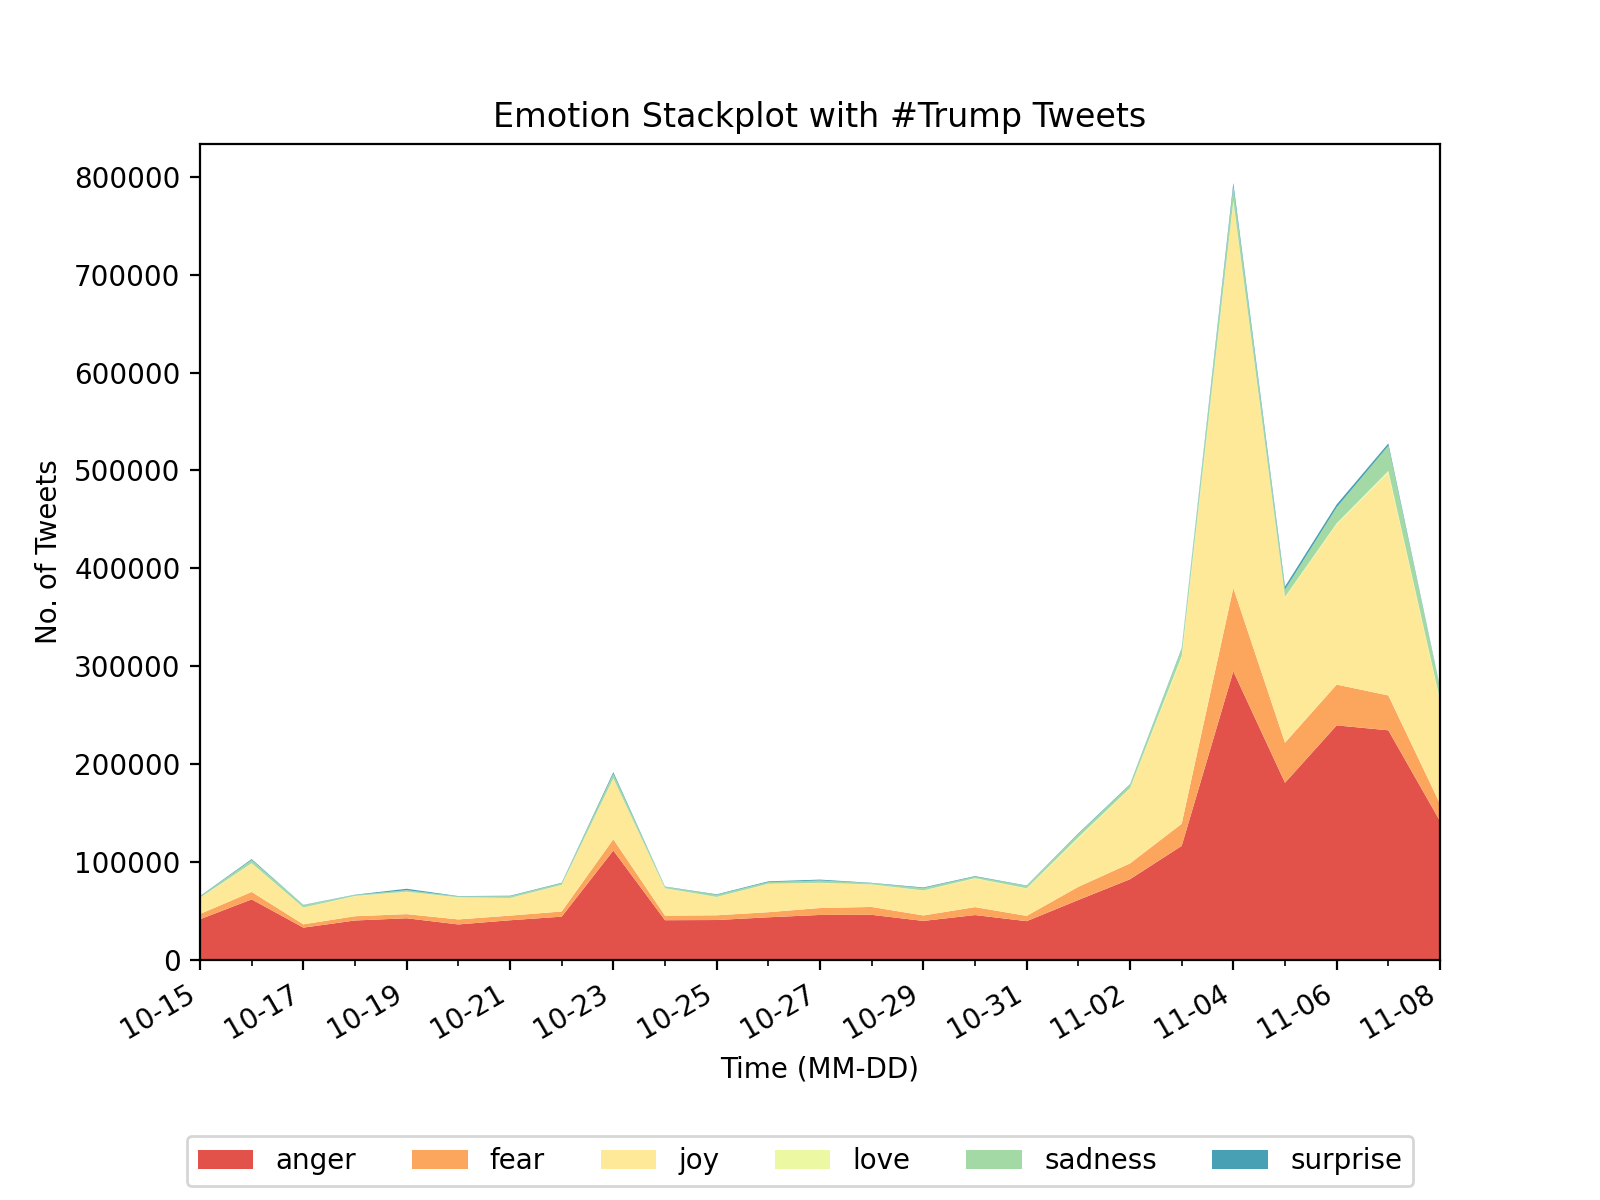 Emotion Stackplot with #Trump Tweets
800000
700000
600000
500000
400000
300000
200000
100000
0
No. of Tweets
10-15 10-17 10-19 10-21 10-23 10-25 10-27 10-29 10-31 11-02 11-04 11-06 11-08
Time (MM-DD)
anger fear joy love sadness surprise